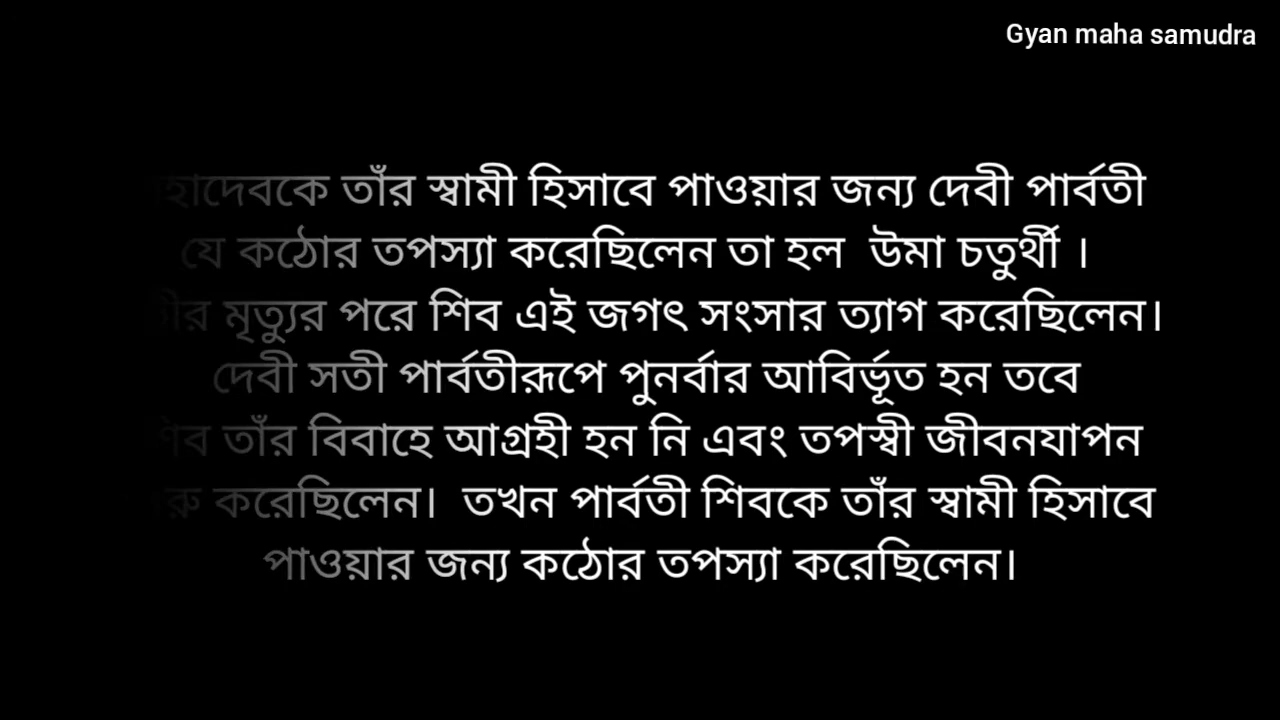 Gyan maha samudra
তাঁর স্বামী হিসাবে পাওয়ার জন্য দেবী পার্বতী
যে কঠোর তপস্যা করেছিলেন তা হল উমা চতুর্থী ।
মৃত্যুর পরে শিব এই জগৎ সংসার ত্যাগ করেছিলেন।
দেবী সতী পার্বতীরূপে পুনর্বার আবির্ভূত হন তবে
শিব তাঁর বিবাহে আগ্রহী হন নি এবং তপস্বী জীবনযাপন
করেছিলেন। তখন পার্বতী শিবকে তাঁর স্বামী হিসাবে
পাওয়ার জন্য কঠোর তপস্যা করেছিলেন।